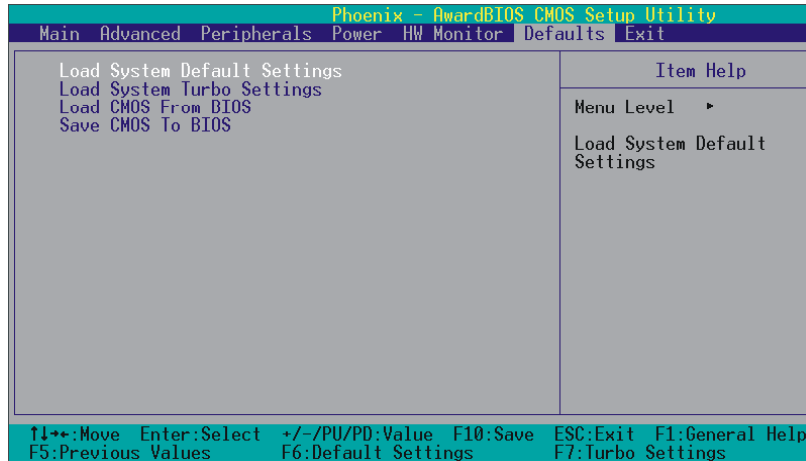 Phoenix - AwardBIOS CMOS Setup Utility
Main Advanced Peripherals Power HW Monitor Defaults Exit
Load System Default Settings
Load System Turbo Settings
Load CMOS From BIOS
Save CMOS To BIOS
Item Help
Menu Level ▸
Load System Default
Settings
↑↓→←:Move Enter:Select +/-/PU/PD:Value F10:Save ESC:Exit F1:General Help
F5:Previous Values F6:Default Settings F7:Turbo Settings